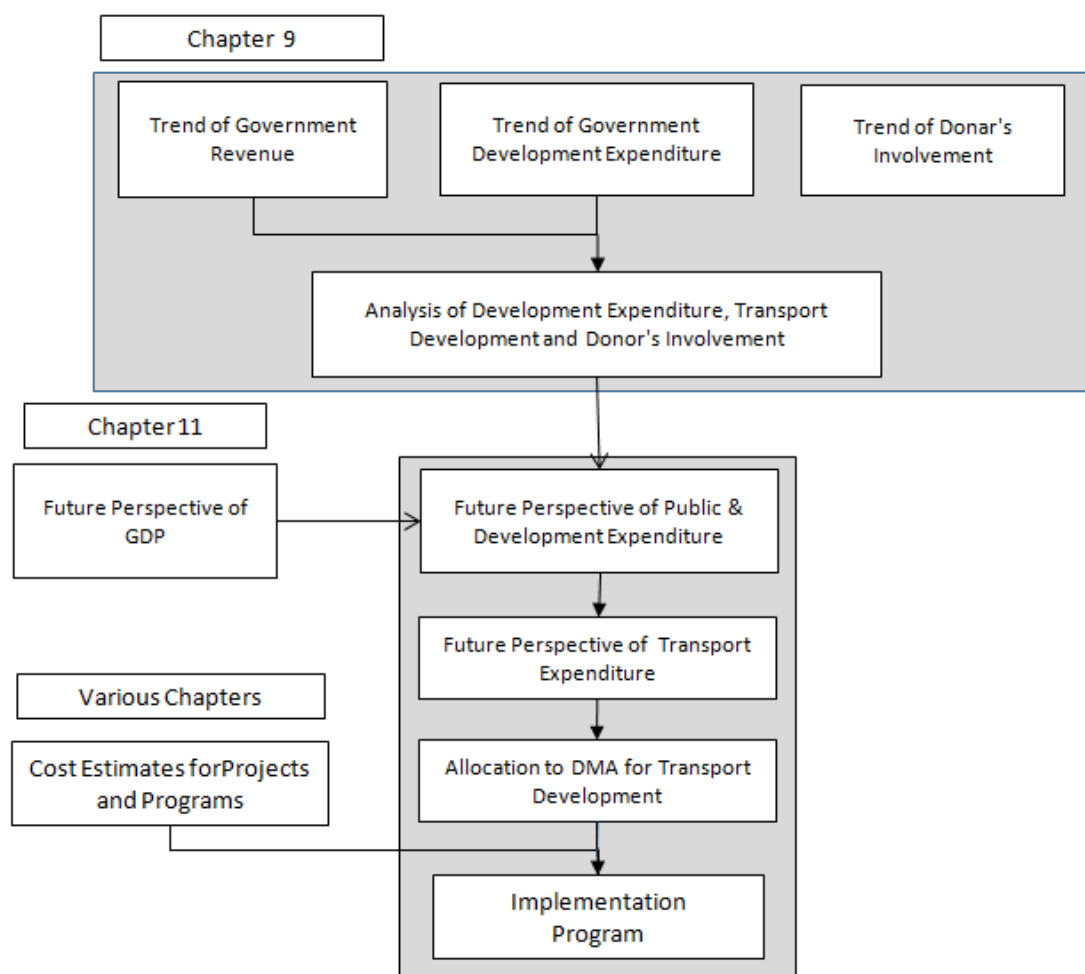 Chapter 9
Trend of Government
Revenue
Trend of Government
Development Expenditure
Trend of Donar's
Involvement
Analysis of Development Expenditure, Transport
Development and Donor's Involvement
Chapter 11
Future Perspective of
GDP
Future Perspective of Public &
Development Expenditure
Future Perspective of Transport
Expenditure
Various Chapters
Cost Estimates forProjects
and Programs
Allocation to DMA for Transport
Development
Implementation
Program